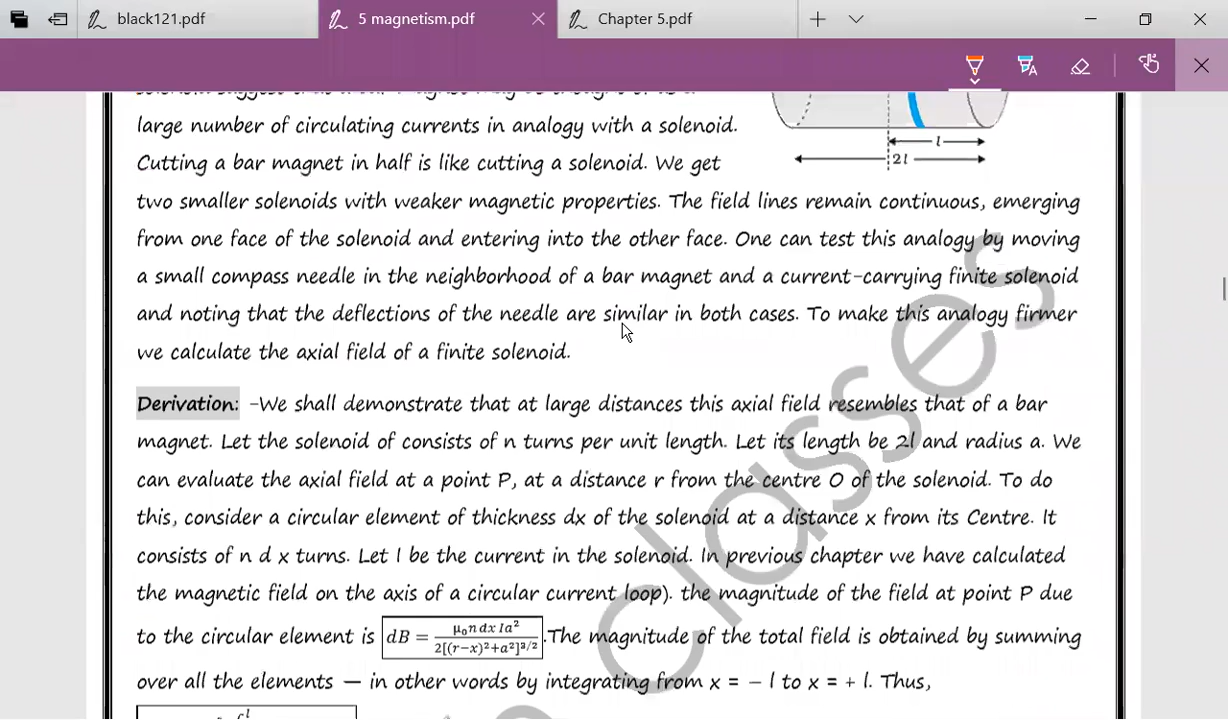 black121.pdf
5 magnetism.pdf
Chapter 5.pdf
large number of circulating currents in analogy with a solenoid.
Cutting a bar magnet in half is like cutting a solenoid. We get
l
2l
two smaller solenoids with weaker magnetic properties. The field lines remain continuous, emerging
from one face of the solenoid and entering into the other face. One can test this analogy by moving
a small compass needle in the neighborhood of a bar magnet and a current-carrying finite solenoid
and noting that the deflections of the needle are similar in both cases. To make this analogy firmer
we calculate the axial field of a finite solenoid.
Derivation: -We shall demonstrate that at large distances this axial field resembles that of a bar
magnet. Let the solenoid of consists of n turns per unit length. Let its length be 2l and radius a. We
can evaluate the axial field at a point P, at a distance r from the centre O of the solenoid. To do
this, consider a circular element of thickness dx of the solenoid at a distance x from its Centre. It
consists of n d x turns. Let I be the current in the solenoid. In previous chapter we have calculated
the magnetic field on the axis of a circular current loop). the magnitude of the field at point P due
to the circular element is dB = μ₀n dx Ia² / 2[(r−x)²+a²]³/² .The magnitude of the total field is obtained by summing
over all the elements — in other words by integrating from x = − l to x = + l. Thus,
classes